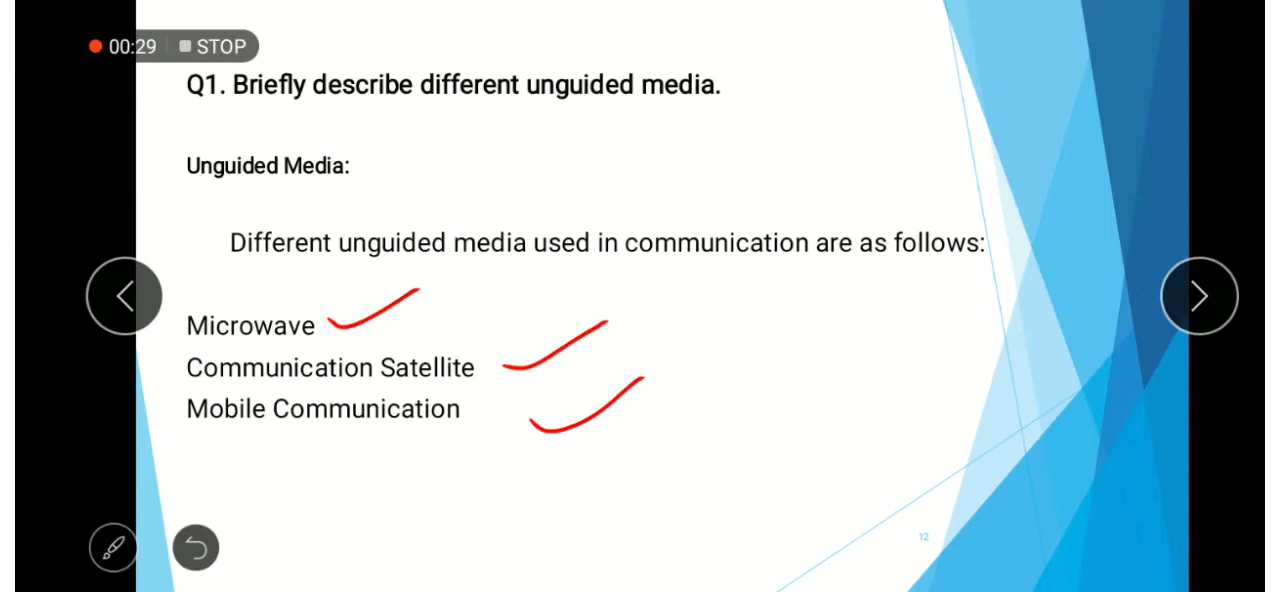 00:29 STOP
Q1. Briefly describe different unguided media.
Unguided Media:
Different unguided media used in communication are as follows:
Microwave
Communication Satellite
Mobile Communication
12